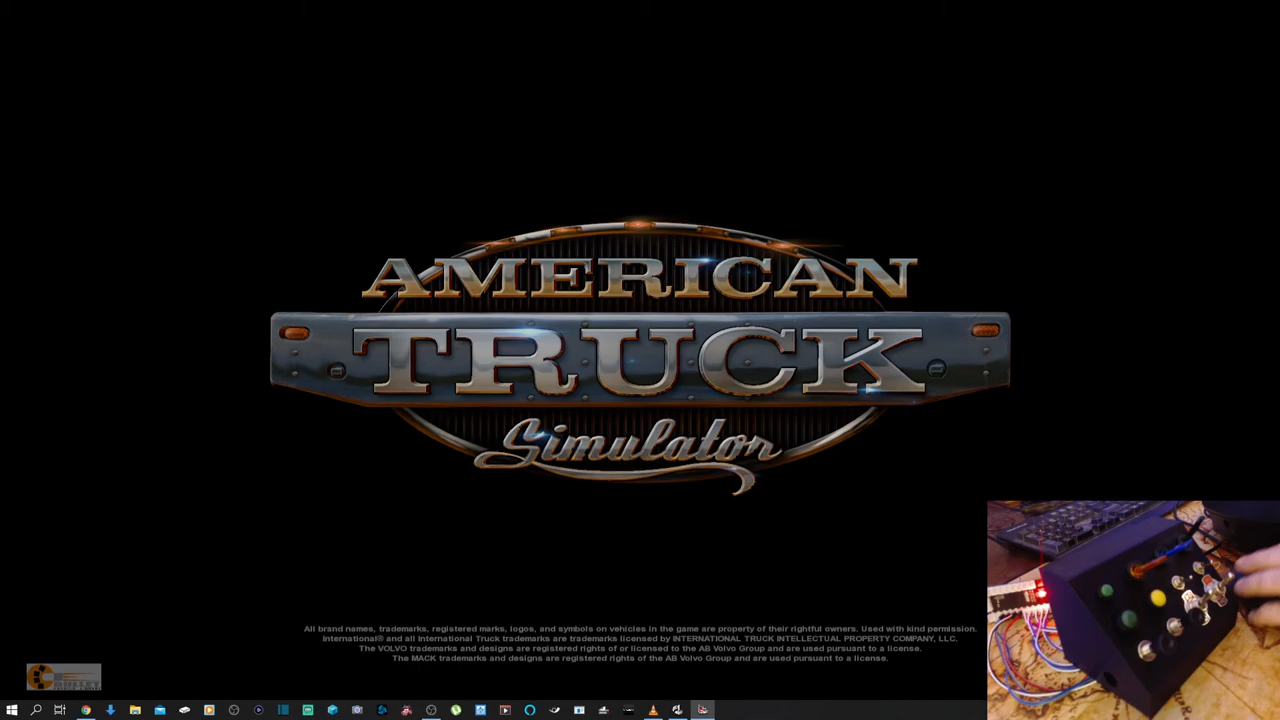 AMERICAN
TRUCK
Simulator
All brand names, trademarks, registered marks, logos, and symbols on vehicles in the game are property of their rightful owners. Used with kind permission.
International® and all International Truck trademarks are trademarks licensed by INTERNATIONAL TRUCK INTELLECTUAL PROPERTY COMPANY, LLC.
The VOLVO trademarks and designs are registered rights of or licensed to the AB Volvo Group and are used pursuant to a license.
The MACK trademarks and designs are registered rights of the AB Volvo Group and are used pursuant to a license.